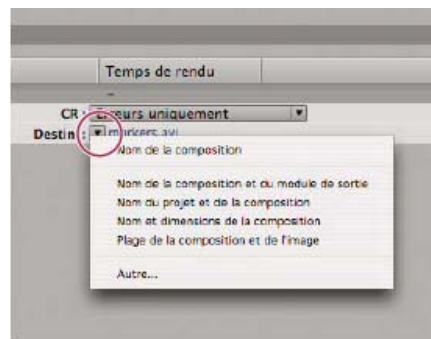 Temps de rendu
–
CR : Erreurs uniquement
Destin : markers.avi
Nom de la composition
Nom de la composition et du module de sortie
Nom du projet et de la composition
Nom et dimensions de la composition
Plage de la composition et de l'image
Autre...